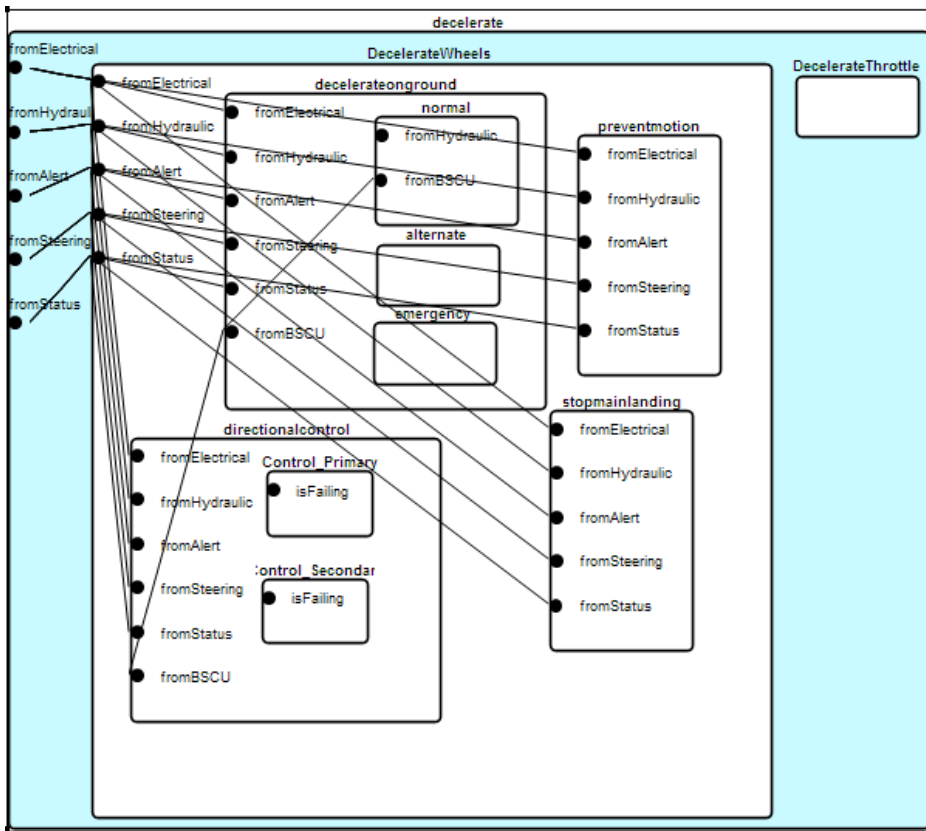 decelerate
fromElectrical
fromHydrauli
fromAlert
fromSteering
fromStatus
DecelerateWheels
fromElectrical
fromHydraulic
fromAlert
fromSteering
fromStatus
decelerateonground
fromElectrical
fromHydraulic
fromAlert
fromSteering
fromStatus
fromBSCU
normal
fromHydraulic
fromBSCU
alternate
emergency
preventmotion
fromElectrical
fromHydraulic
fromAlert
fromSteering
fromStatus
DecelerateThrottle
directionalcontrol
fromElectrical
fromHydraulic
fromAlert
fromSteering
fromStatus
fromBSCU
Control_Primary
isFailing
Control_Secondar
isFailing
stopmainlanding
fromElectrical
fromHydraulic
fromAlert
fromSteering
fromStatus